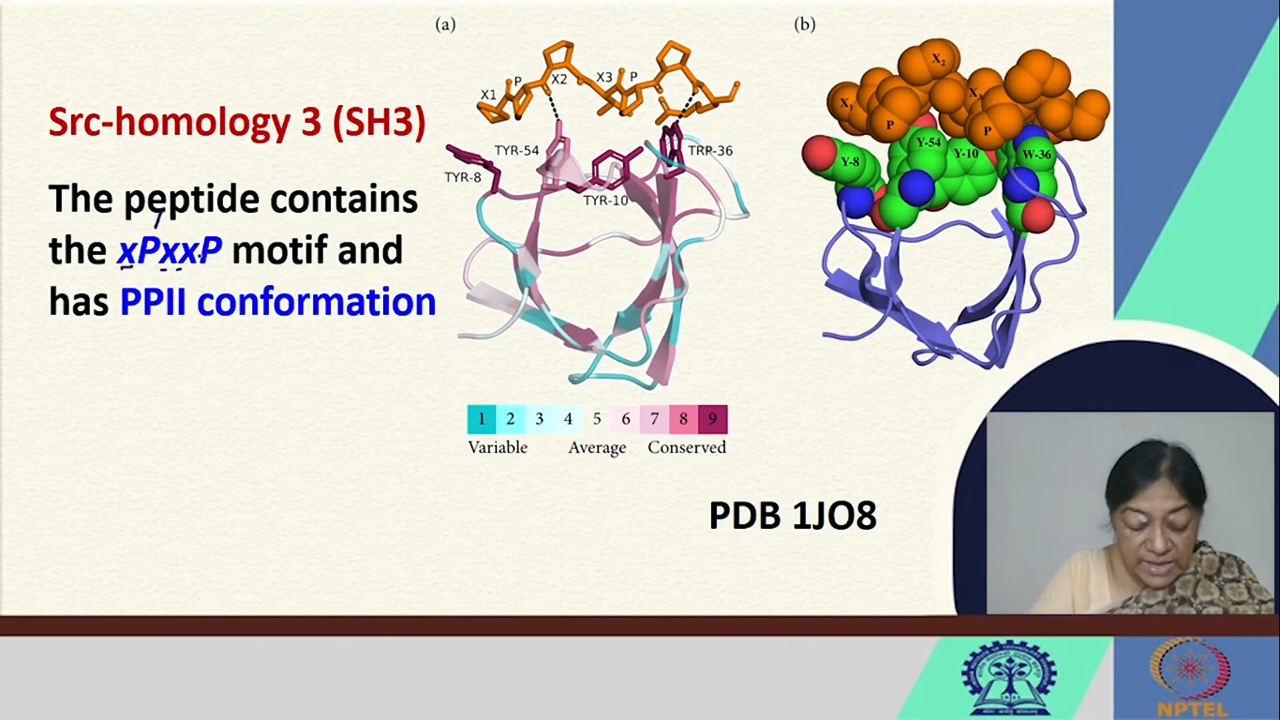 Src-homology 3 (SH3)
The peptide contains
the xPxxP motif and
has PPII conformation
(a)
X1
P
X2
X3
P
TYR-54
TRP-36
TYR-8
TYR-10
1 2 3 4 5 6 7 8 9
Variable Average Conserved
(b)
X2
X1
P
P
Y-8
Y-54
Y-10
W-36
PDB 1JO8
NPTEL